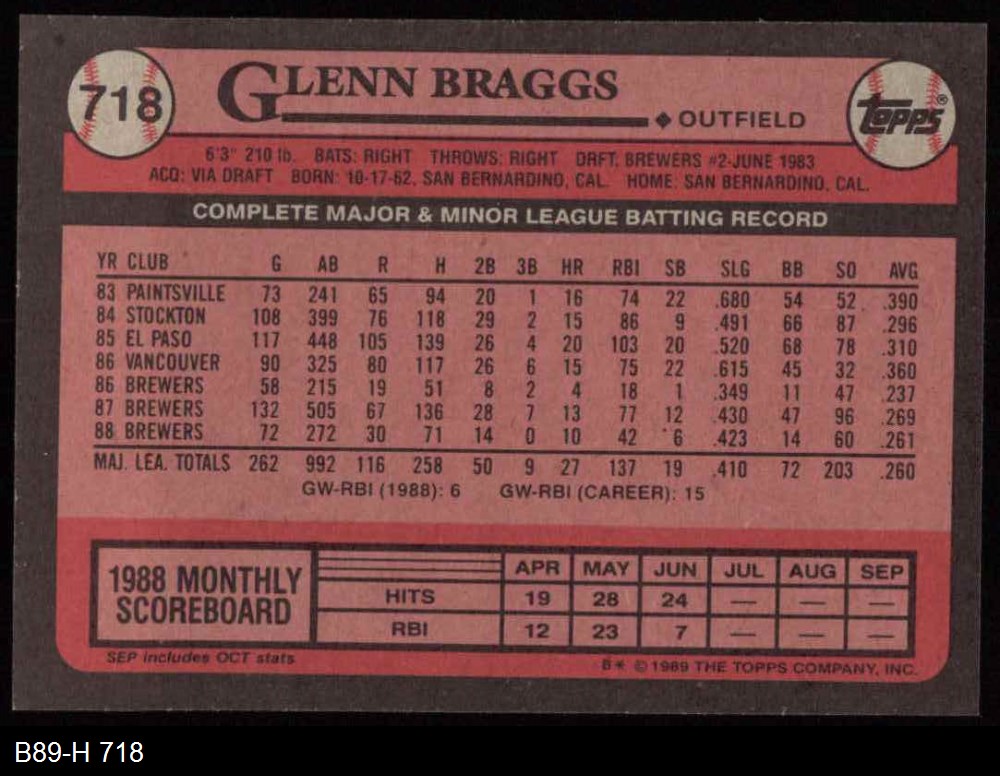 718
GLENN BRAGGS
◆ OUTFIELD
topps®
6'3" 210 lb. BATS: RIGHT THROWS: RIGHT DRFT. BREWERS #2-JUNE 1983
ACQ: VIA DRAFT BORN: 10-17-62, SAN BERNARDINO, CAL. HOME: SAN BERNARDINO, CAL.
COMPLETE MAJOR & MINOR LEAGUE BATTING RECORD
YR CLUB G AB R H 2B 3B HR RBI SB SLG BB SO AVG
83 PAINTSVILLE 73 241 65 94 20 1 16 74 22 .680 54 52 .390
84 STOCKTON 108 399 76 118 29 2 15 86 9 .491 66 87 .296
85 EL PASO 117 448 105 139 26 4 20 103 20 .520 68 78 .310
86 VANCOUVER 90 325 80 117 26 6 15 75 22 .615 45 32 .360
86 BREWERS 58 215 19 51 8 2 4 18 1 .349 11 47 .237
87 BREWERS 132 505 67 136 28 7 13 77 12 .430 47 96 .269
88 BREWERS 72 272 30 71 14 0 10 42 6 .423 14 60 .261
MAJ. LEA. TOTALS 262 992 116 258 50 9 27 137 19 .410 72 203 .260
GW-RBI (1988): 6 GW-RBI (CAREER): 15
1988 MONTHLY
SCOREBOARD
APR MAY JUN JUL AUG SEP
HITS 19 28 24 — — —
RBI 12 23 7 — — —
SEP includes OCT stats
B* © 1989 THE TOPPS COMPANY, INC.
B89-H 718